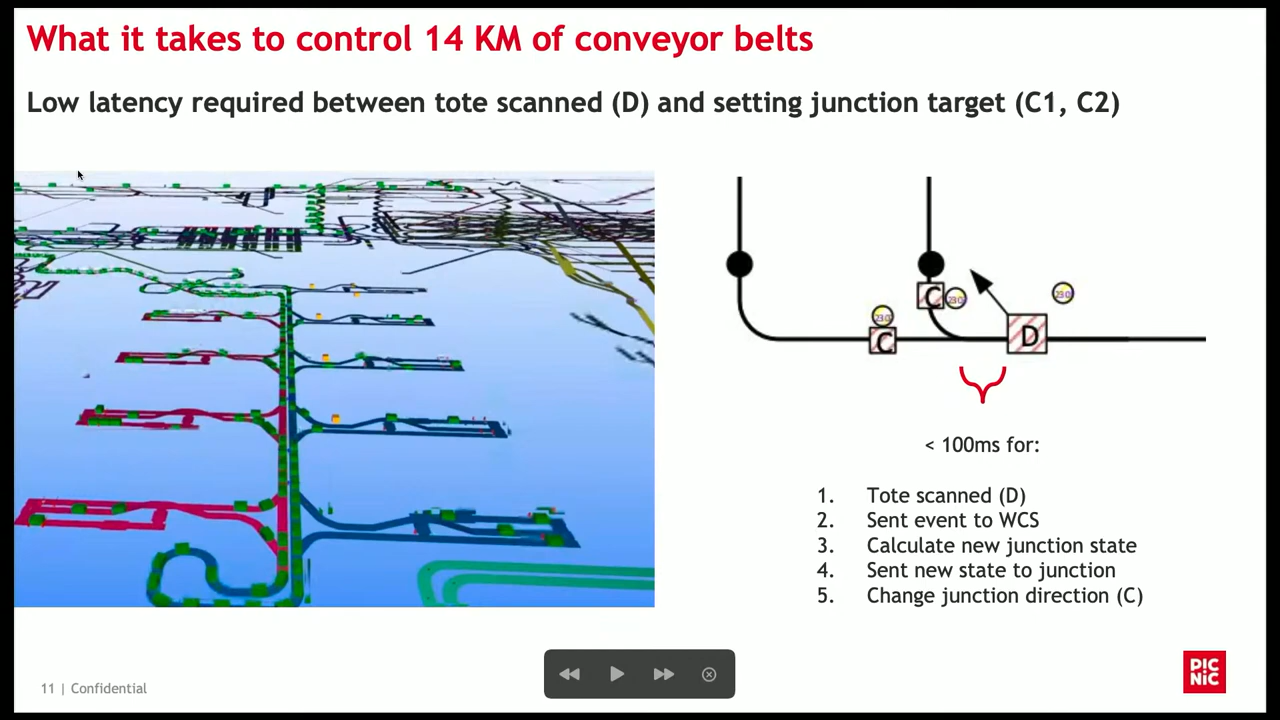 What it takes to control 14 KM of conveyor belts
Low latency required between tote scanned (D) and setting junction target (C1, C2)
C
C
D
< 100ms for:
1. Tote scanned (D)
2. Sent event to WCS
3. Calculate new junction state
4. Sent new state to junction
5. Change junction direction (C)
11 | Confidential
PIC
NIC